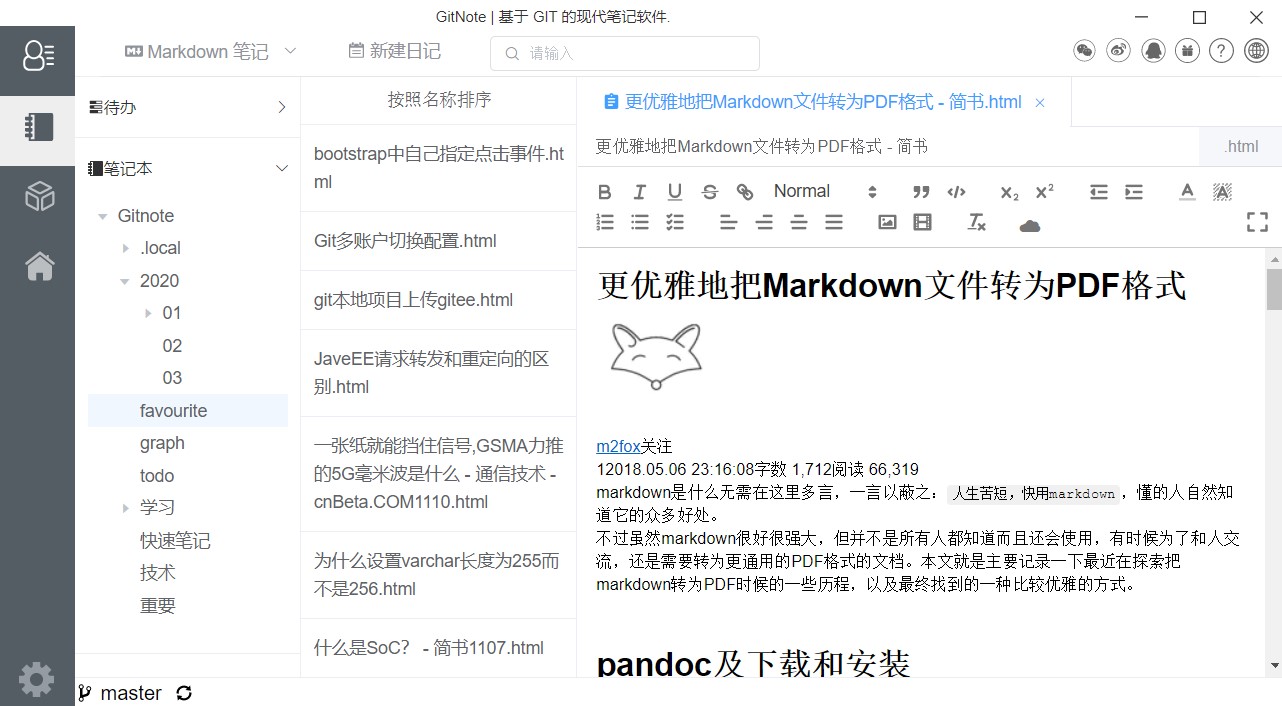 GitNote | 基于 GIT 的现代笔记软件.
Markdown 笔记
新建日记
请输入
待办
笔记本
Gitnote
.local
2020
01
02
03
favourite
graph
todo
学习
快速笔记
技术
重要
master
按照名称排序
bootstrap中自己指定点击事件.ht
ml
Git多账户切换配置.html
git本地项目上传gitee.html
JaveEE请求转发和重定向的区
别.html
一张纸就能挡住信号,GSMA力推
的5G毫米波是什么 - 通信技术 -
cnBeta.COM1110.html
为什么设置varchar长度为255而
不是256.html
什么是SoC? - 简书1107.html
更优雅地把Markdown文件转为PDF格式 - 简书.html
更优雅地把Markdown文件转为PDF格式 - 简书
.html
Normal
更优雅地把Markdown文件转为PDF格式
m2fox关注
12018.05.06 23:16:08字数 1,712阅读 66,319
markdown是什么无需在这里多言，一言以蔽之：人生苦短，快用markdown，懂的人自然知
道它的众多好处。
不过虽然markdown很好很强大，但并不是所有人都知道而且还会使用，有时候为了和人交
流，还是需要转为更通用的PDF格式的文档。本文就是主要记录一下最近在探索把
markdown转为PDF时候的一些历程，以及最终找到的一种比较优雅的方式。
pandoc及下载和安装